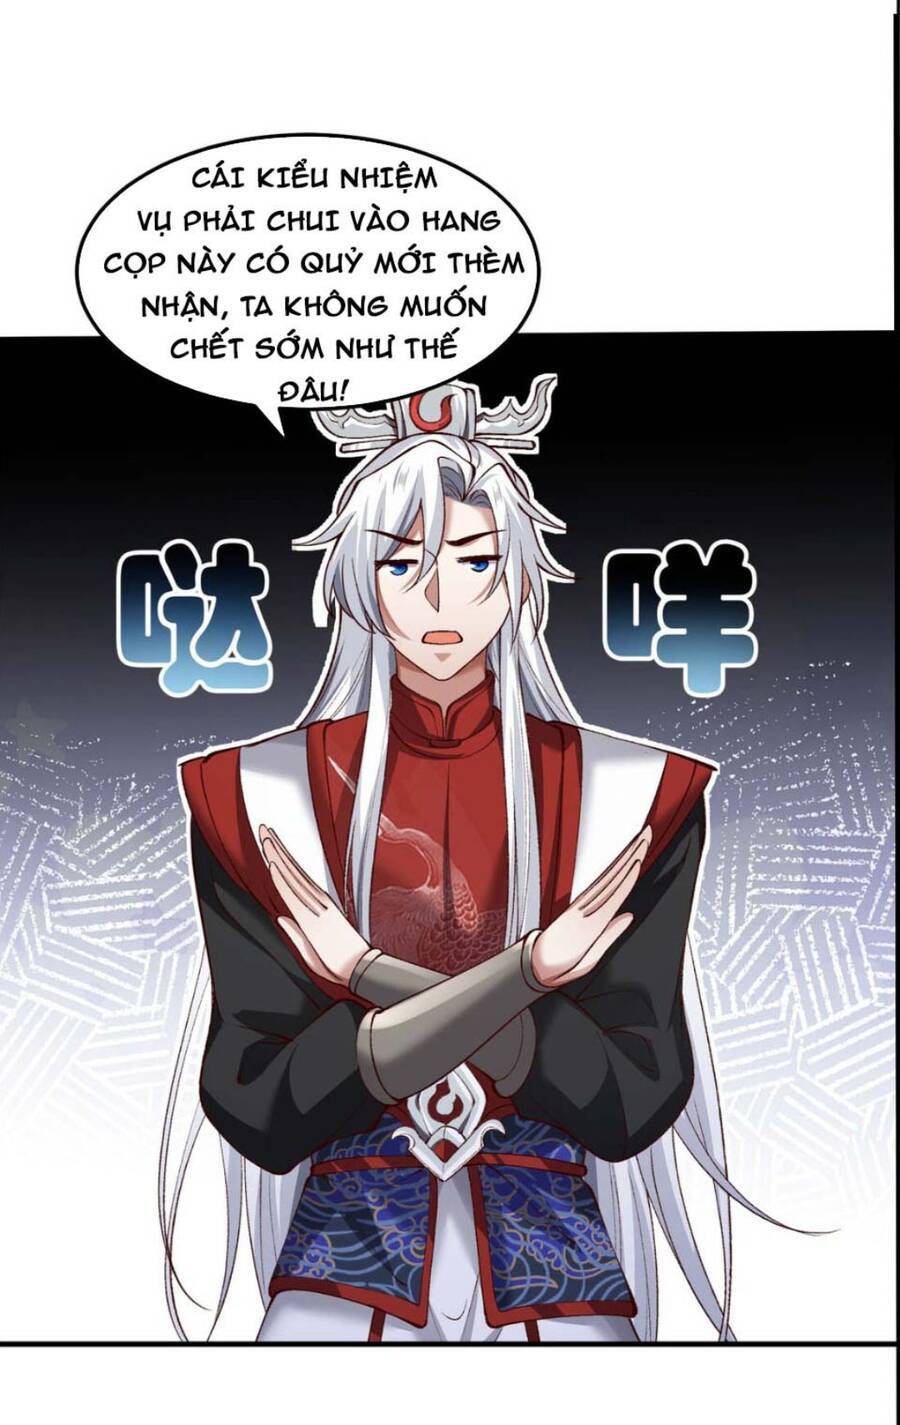 CÁI KIỂU NHIỆM
VỤ PHẢI CHUI VÀO HANG
CỌP NÀY CÓ QUỶ MỚI THÈM
NHẬN, TA KHÔNG MUỐN
CHẾT SỚM NHƯ THẾ
ĐÂU!
哒 咩